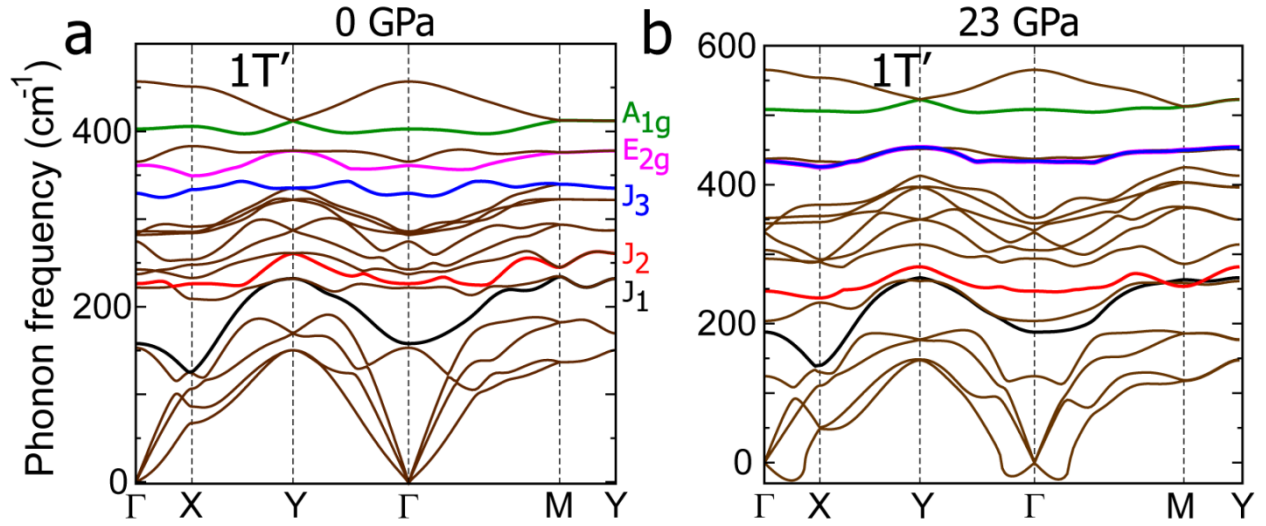 a
0 GPa
1T′
Phonon frequency (cm⁻¹)
400
200
0
Γ X Y Γ M Y
A₁g
E₂g
J₃
J₂
J₁
b
23 GPa
1T′
600
400
200
0
Γ X Y Γ M Y